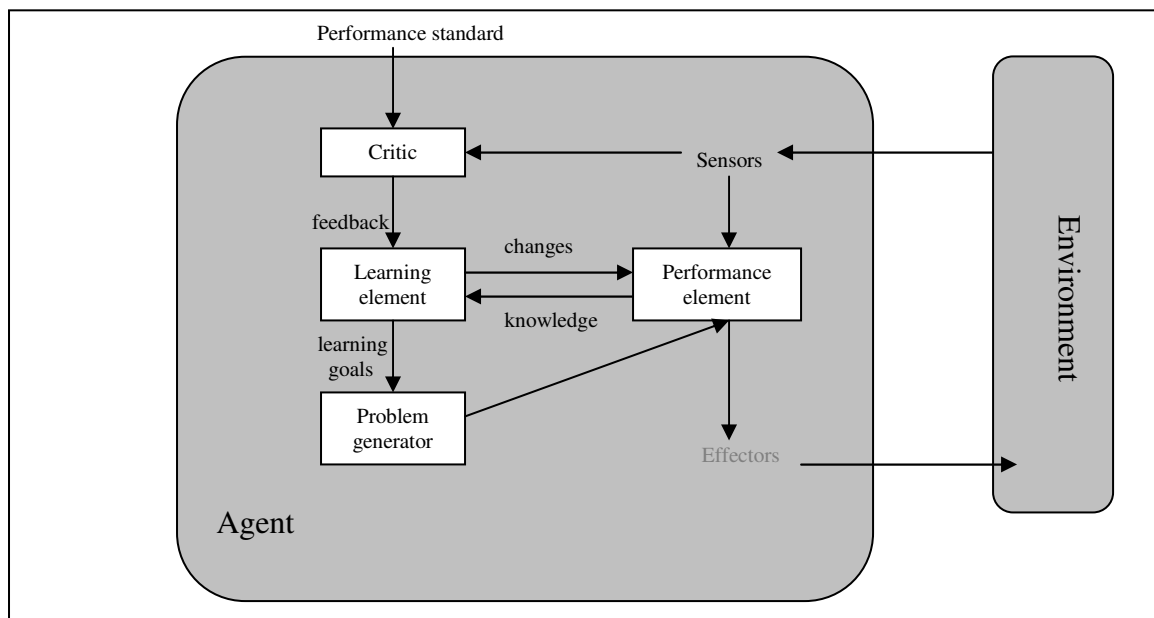 Performance standard
Critic
Sensors
feedback
changes
Learning
element
Performance
element
knowledge
learning
goals
Problem
generator
Effectors
Agent
Environment